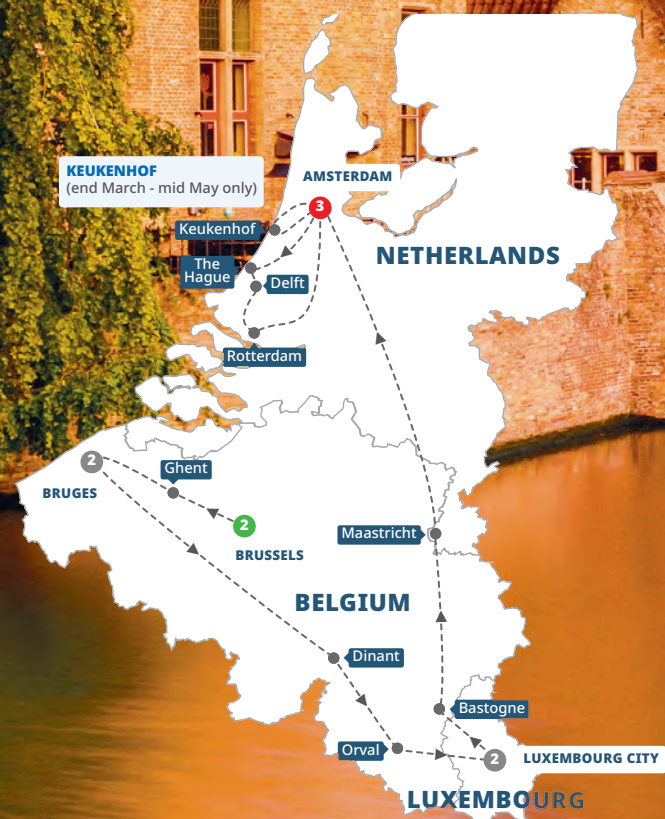 KEUKENHOF
(end March - mid May only)
AMSTERDAM
3
Keukenhof
NETHERLANDS
The
Hague
Delft
Rotterdam
2
Ghent
BRUGES
2
BRUSSELS
Maastricht
BELGIUM
Dinant
Bastogne
Orval
2
LUXEMBOURG CITY
LUXEMBOURG